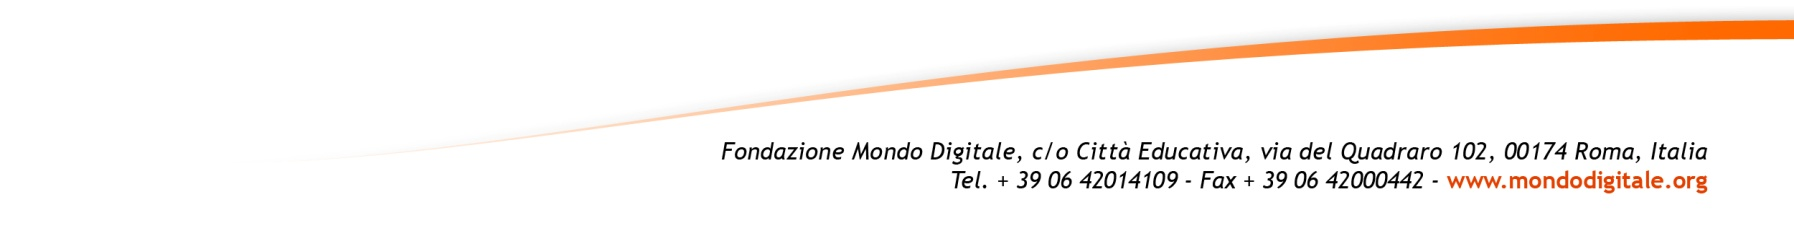 Fondazione Mondo Digitale, c/o Città Educativa, via del Quadraro 102, 00174 Roma, Italia
Tel. + 39 06 42014109 - Fax + 39 06 42000442 - www.mondodigitale.org